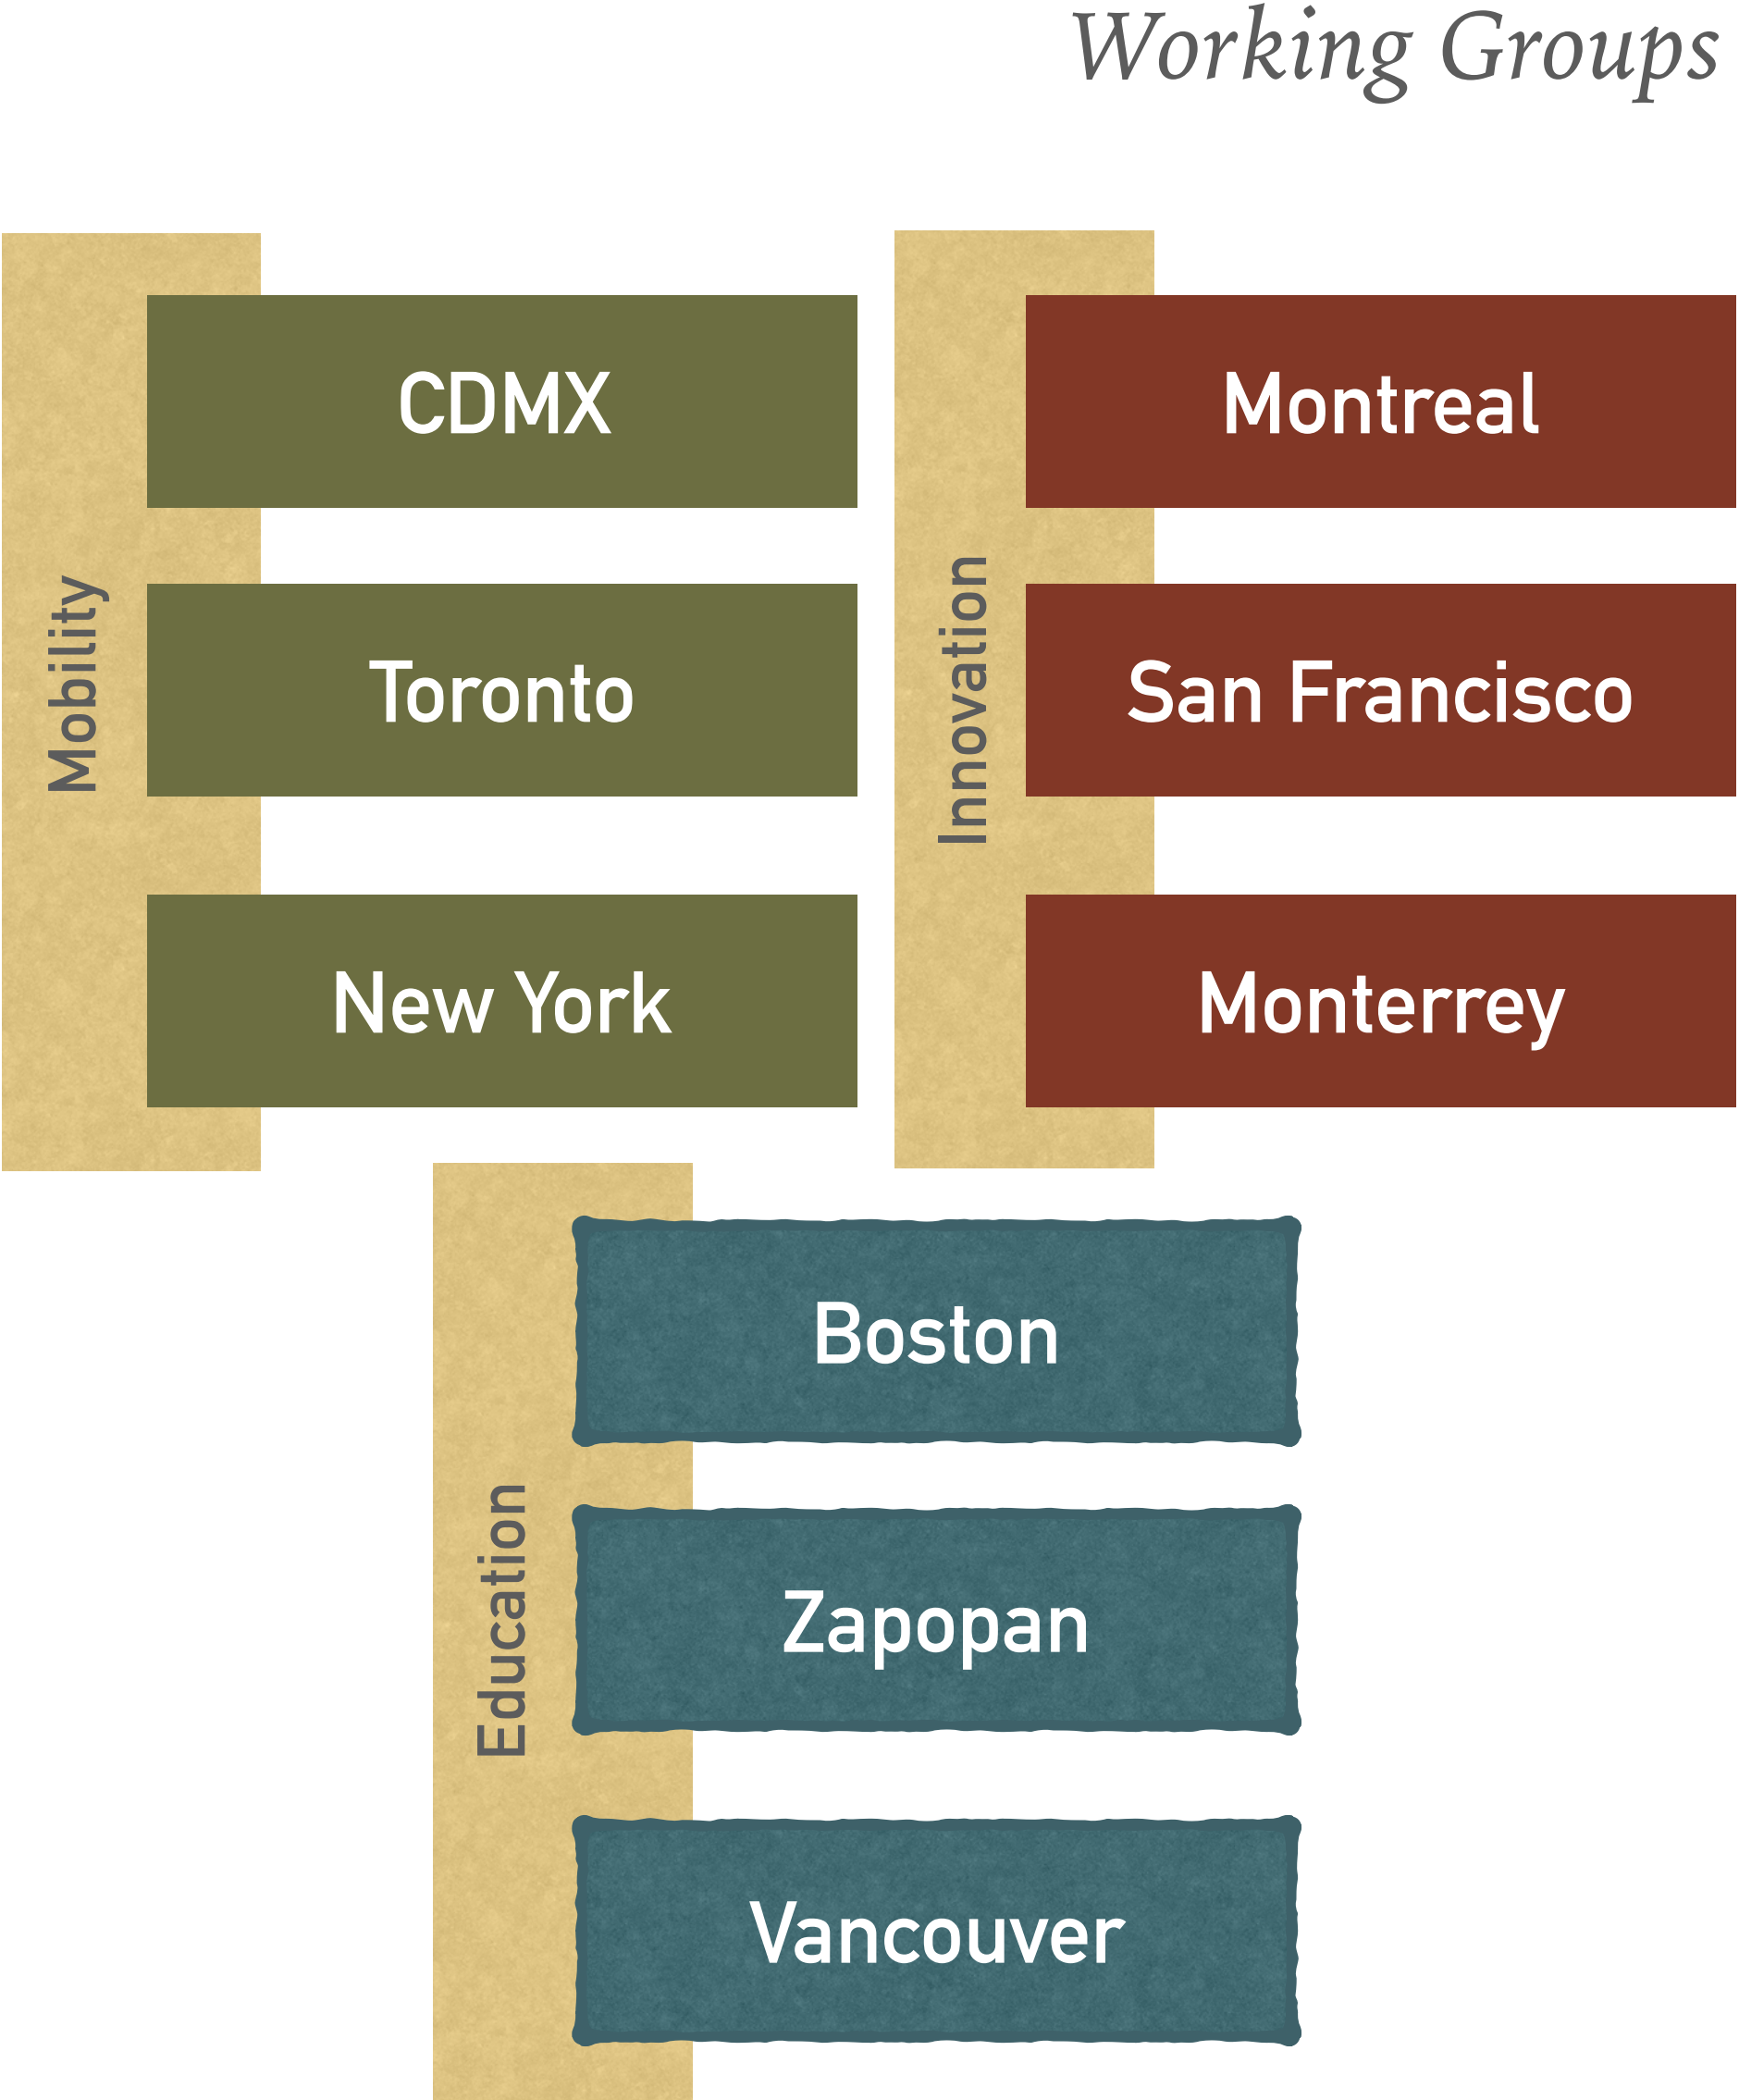 Working Groups
Mobility
CDMX
Toronto
New York
Innovation
Montreal
San Francisco
Monterrey
Education
Boston
Zapopan
Vancouver